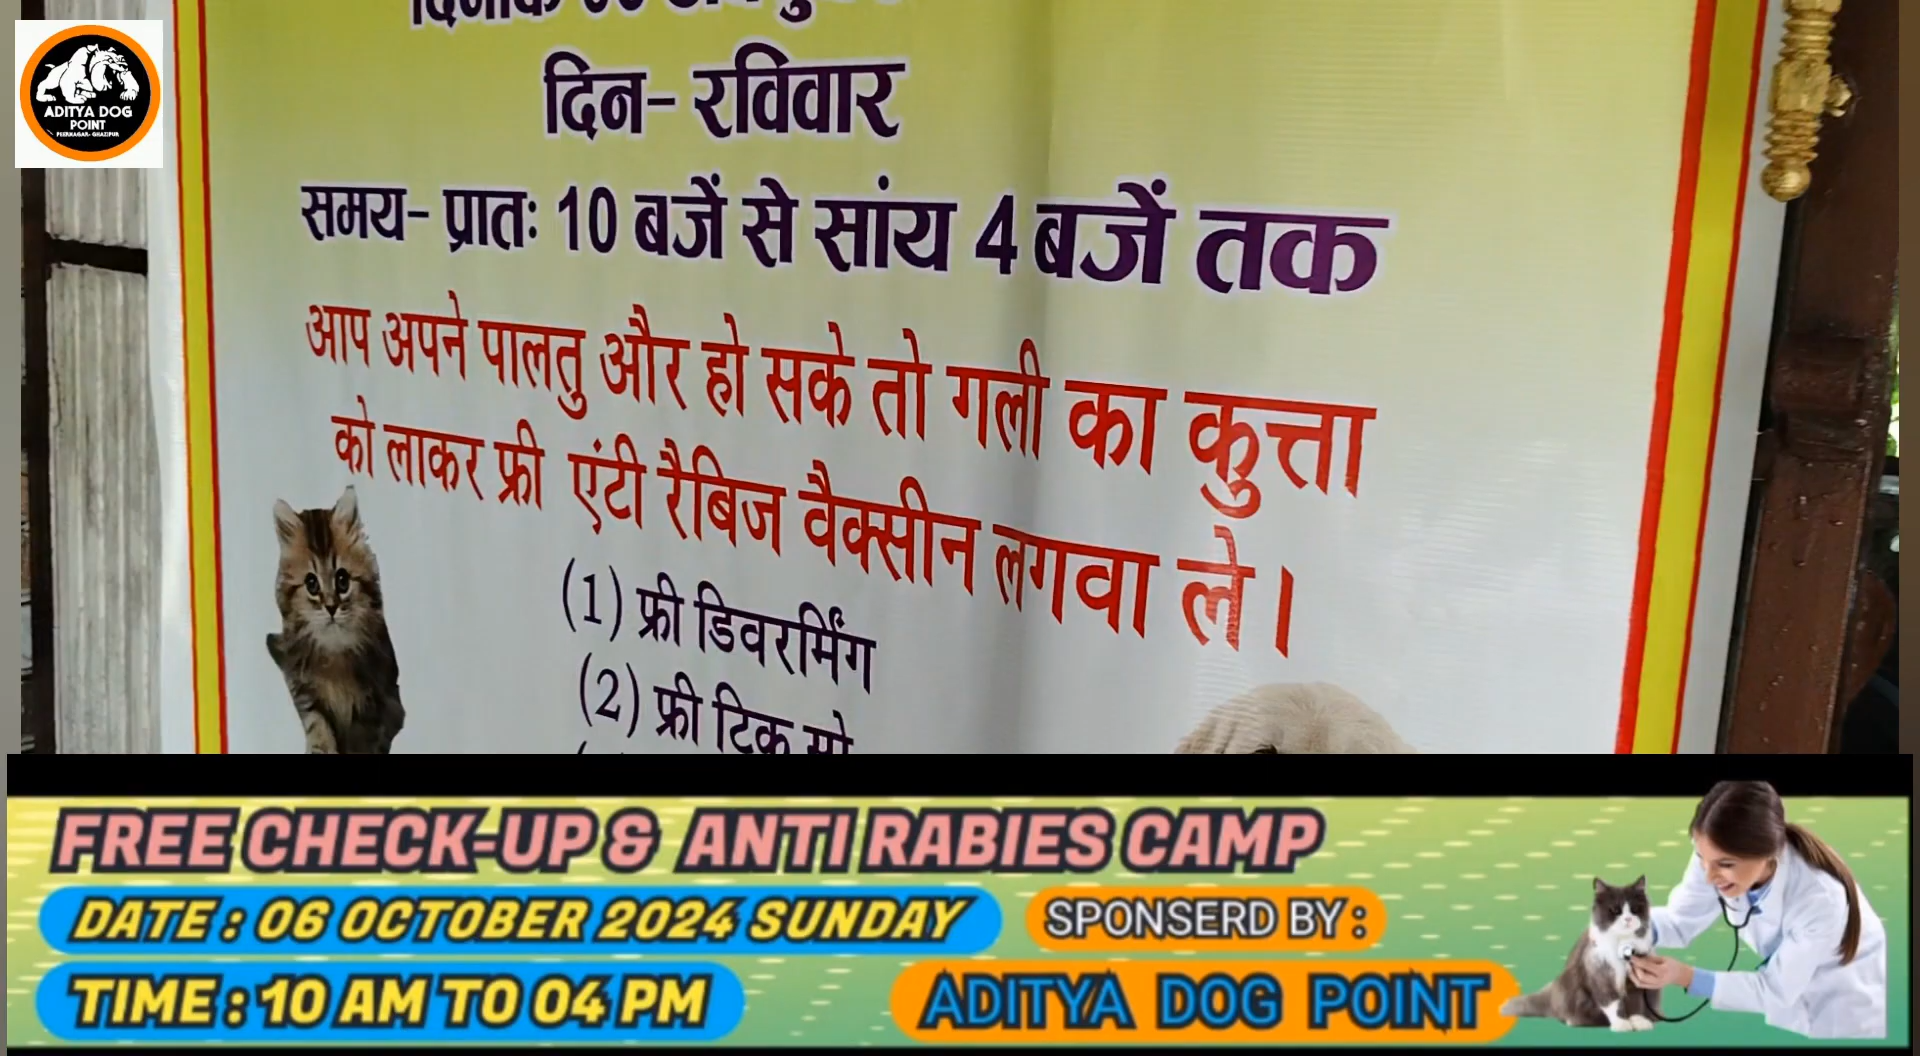 ADITYA DOG
POINT
PEERNAGAR- GHAZIPUR
दिनांक
दिन- रविवार
समय- प्रातः 10 बजें से सांय 4 बजें तक
आप अपने पालतु और हो सके तो गली का कुत्ता
को लाकर फ्री एंटी रैबिज वैक्सीन लगवा ले।
(1) फ्री डिवरर्मिंग
(2) फ्री टिक
FREE CHECK-UP & ANTI RABIES CAMP
DATE : 06 OCTOBER 2024 SUNDAY
SPONSERD BY :
TIME : 10 AM TO 04 PM
ADITYA DOG POINT